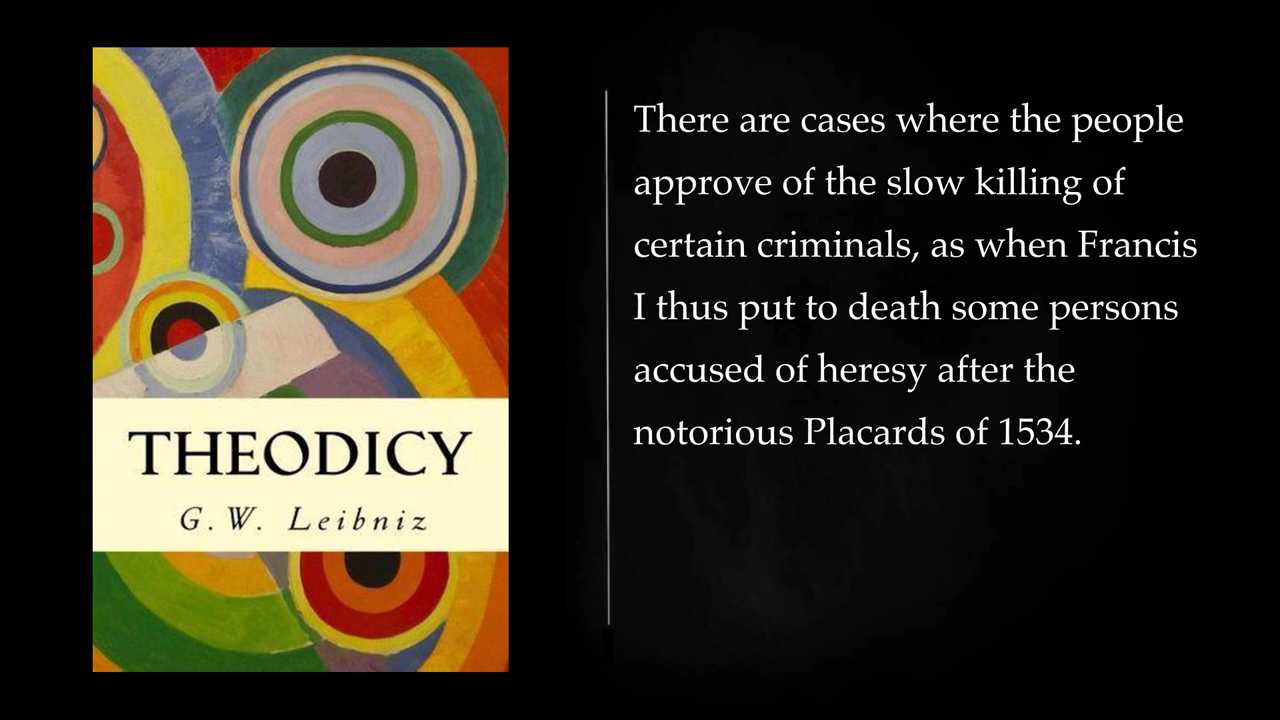 THEODICY
G. W. Leibniz
There are cases where the people
approve of the slow killing of
certain criminals, as when Francis
I thus put to death some persons
accused of heresy after the
notorious Placards of 1534.